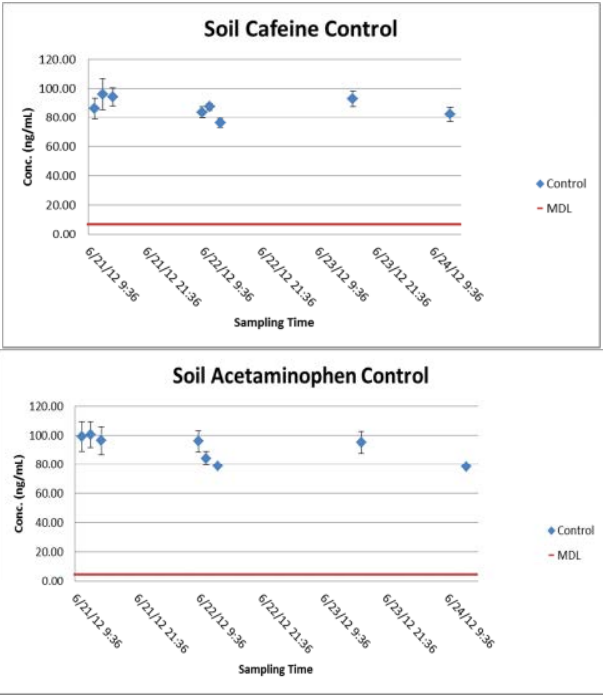 Soil Cafeine Control
Conc. (ng/mL)
120.00
100.00
80.00
60.00
40.00
20.00
0.00
6/21/12 9:36
6/21/12 21:36
6/22/12 9:36
6/22/12 21:36
6/23/12 9:36
6/23/12 21:36
6/24/12 9:36
Sampling Time
Control
MDL
Soil Acetaminophen Control
Conc. (ng/mL)
120.00
100.00
80.00
60.00
40.00
20.00
0.00
6/21/12 9:36
6/21/12 21:36
6/22/12 9:36
6/22/12 21:36
6/23/12 9:36
6/23/12 21:36
6/24/12 9:36
Sampling Time
Control
MDL